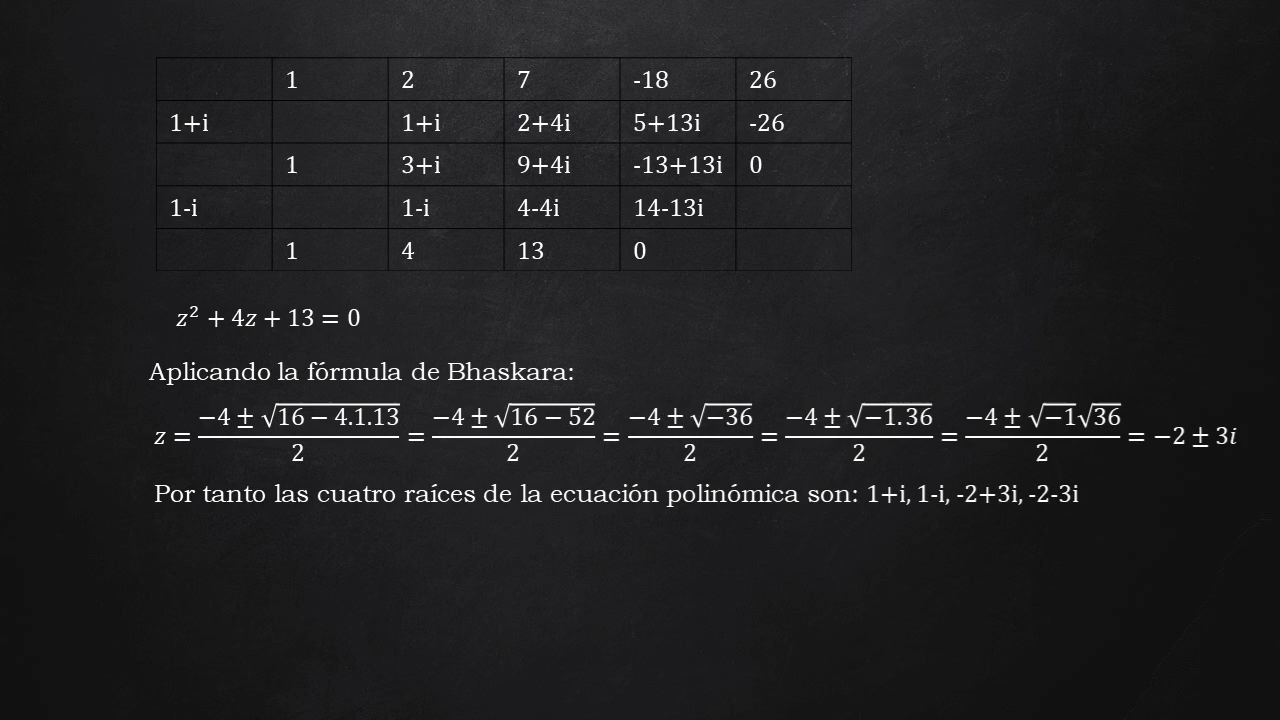 1 2 7 -18 26
1+i 1+i 2+4i 5+13i -26
1 3+i 9+4i -13+13i 0
1-i 1-i 4-4i 14-13i
1 4 13 0
z² + 4z + 13 = 0
Aplicando la fórmula de Bhaskara:
z = (−4 ± √(16 − 4.1.13))/2 = (−4 ± √(16 − 52))/2 = (−4 ± √(−36))/2 = (−4 ± √(−1.36))/2 = (−4 ± √(−1)√36)/2 = −2 ± 3i
Por tanto las cuatro raíces de la ecuación polinómica son: 1+i, 1-i, -2+3i, -2-3i